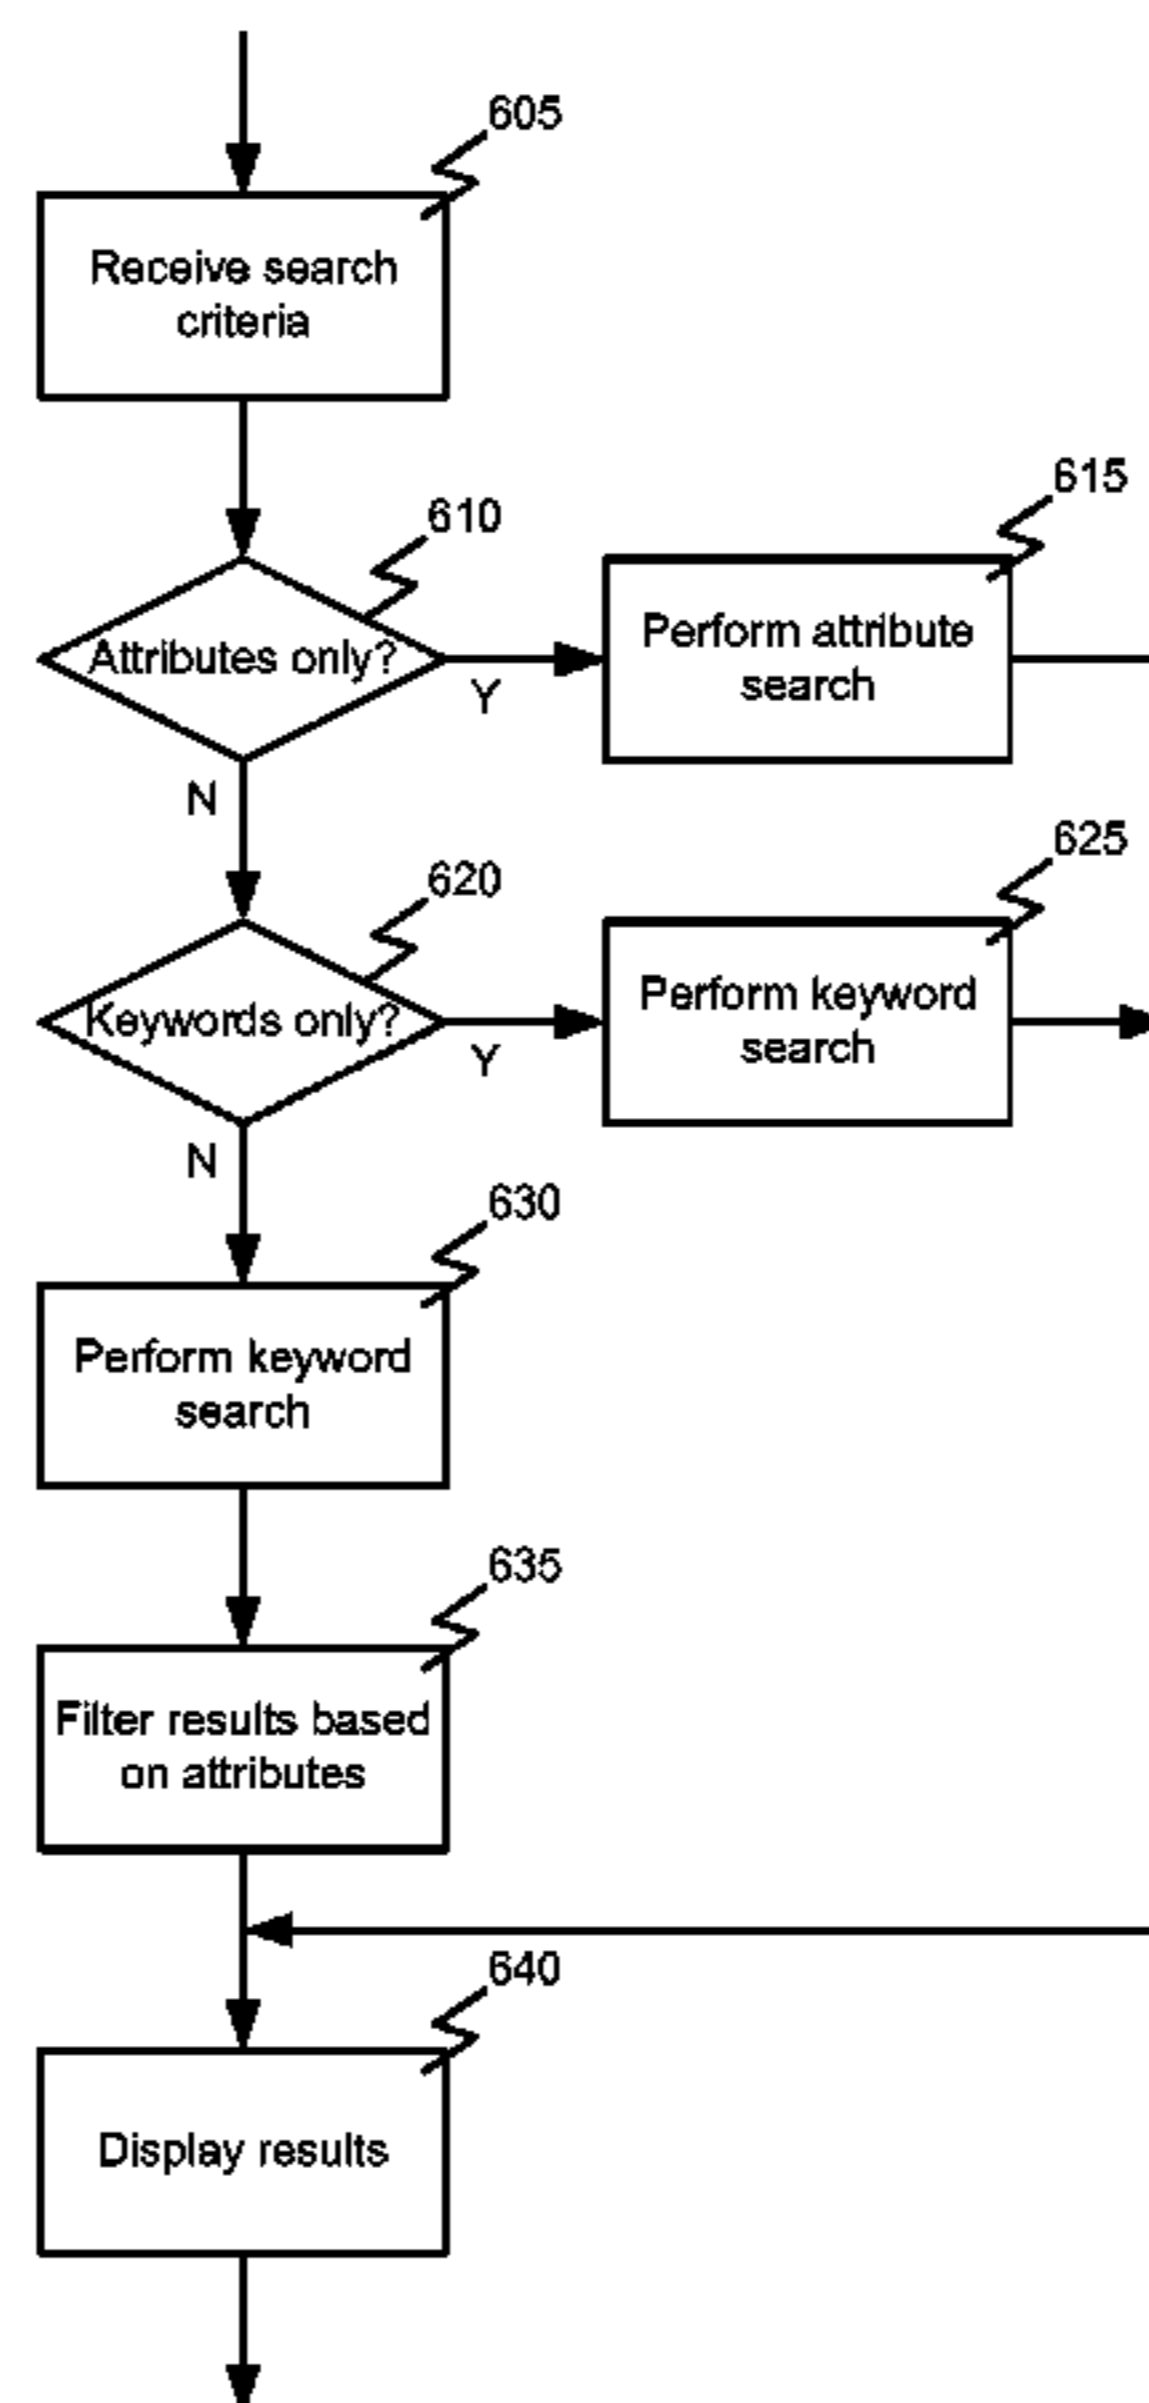 605
Receive search
criteria
610
Attributes only?
Y
N
615
Perform attribute
search
620
Keywords only?
Y
N
625
Perform keyword
search
630
Perform keyword
search
635
Filter results based
on attributes
640
Display results